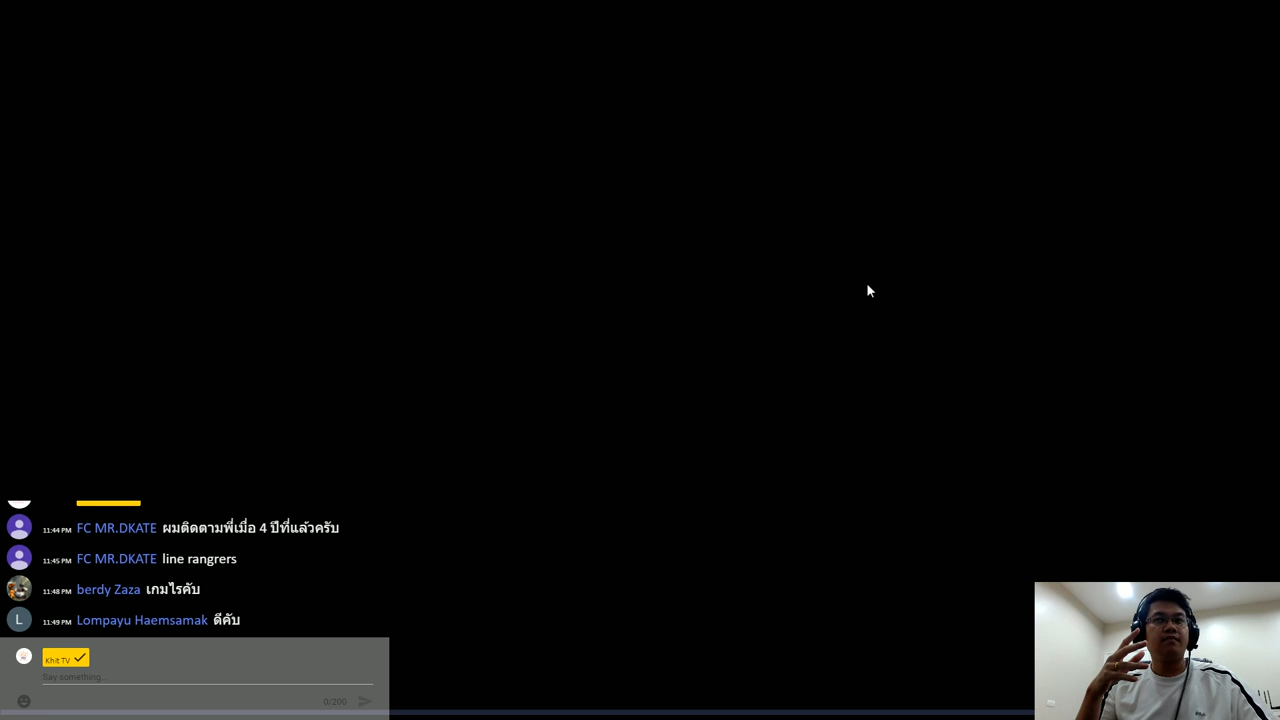 11:44 PM FC MR.DKATE ผมติดตามพี่เมื่อ 4 ปีที่แล้วครับ
11:45 PM FC MR.DKATE line rangrers
11:48 PM berdy Zaza เกมไรคับ
L 11:49 PM Lompayu Haemsamak ดีคับ
Khit TV
Say something...
0/200